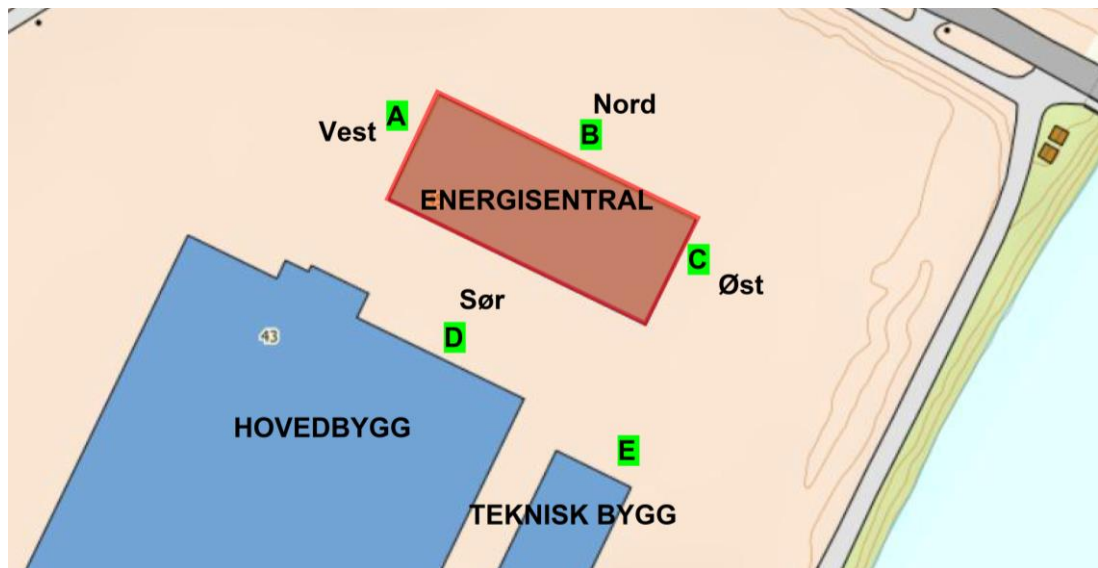 Nord
A
Vest
B
ENERGISENTRAL
C
Øst
Sør
D
43
HOVEDBYGG
E
TEKNISK BYGG